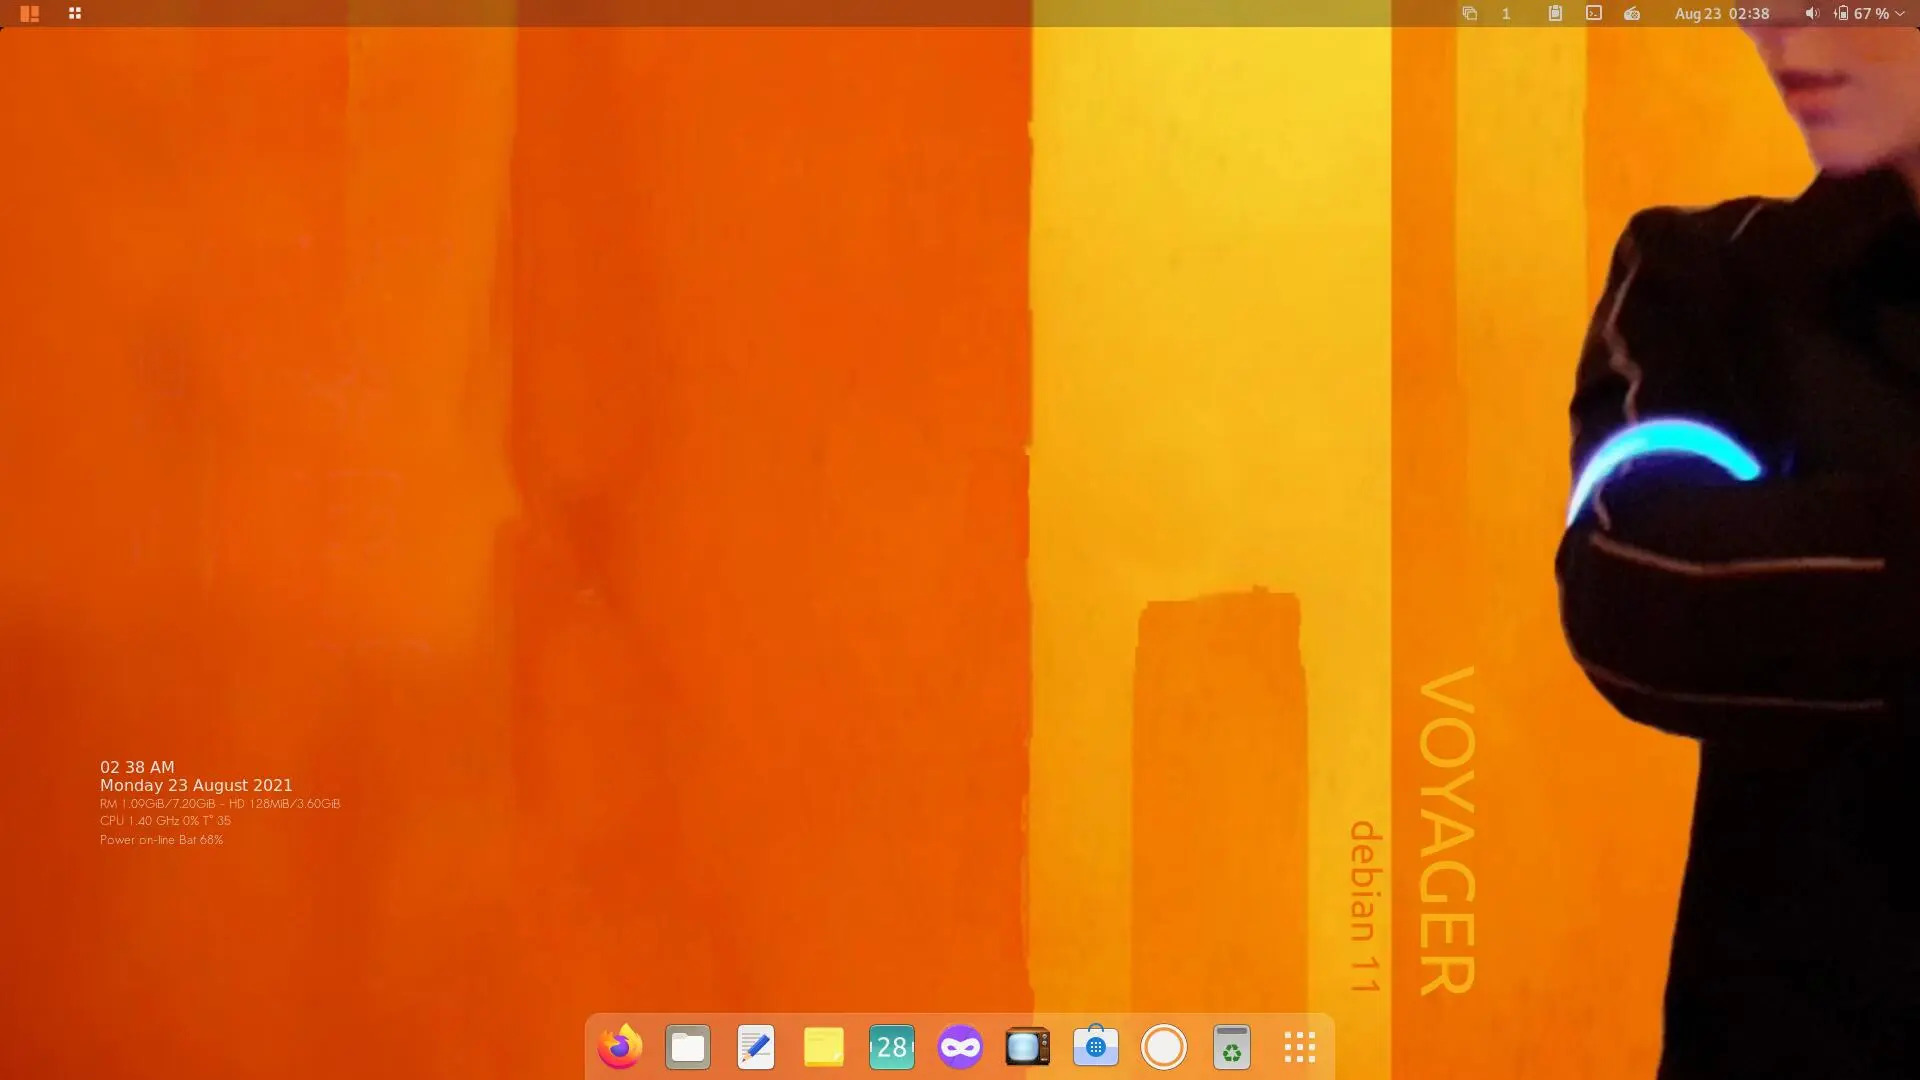 1
Aug 23 02:38
67 %
02 38 AM
Monday 23 August 2021
RM 1.09GiB/7.20GiB - HD 128MiB/3.60GiB
CPU 1.40 GHz 0% T° 35
Power on-line Bat 68%
debian 11
VOYAGER
28